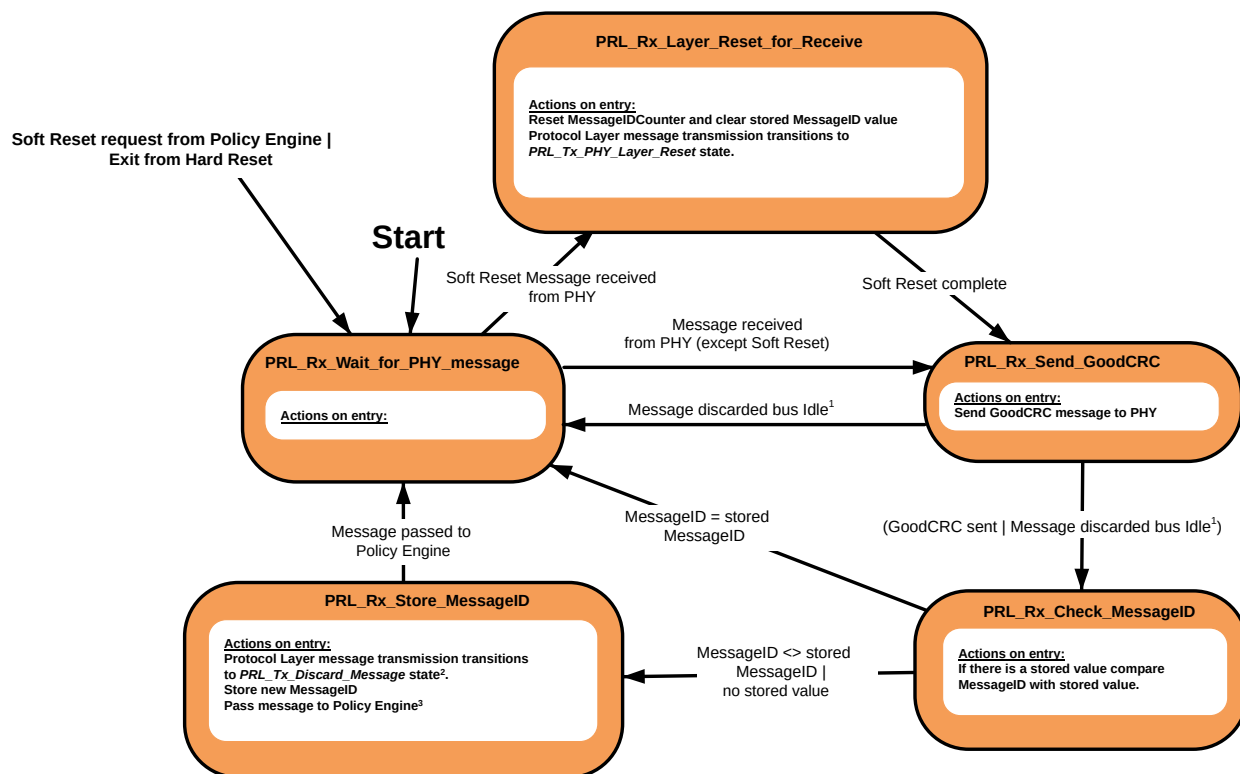 PRL_Rx_Layer_Reset_for_Receive
Actions on entry:
Reset MessageIDCounter and clear stored MessageID value
Protocol Layer message transmission transitions to
PRL_Tx_PHY_Layer_Reset state.
Soft Reset request from Policy Engine |
Exit from Hard Reset
Start
Soft Reset Message received
from PHY
Soft Reset complete
Message received
from PHY (except Soft Reset)
PRL_Rx_Wait_for_PHY_message
Actions on entry:
PRL_Rx_Send_GoodCRC
Actions on entry:
Send GoodCRC message to PHY
Message discarded bus Idle¹
MessageID = stored
MessageID
(GoodCRC sent | Message discarded bus Idle¹)
Message passed to
Policy Engine
PRL_Rx_Store_MessageID
Actions on entry:
Protocol Layer message transmission transitions
to PRL_Tx_Discard_Message state².
Store new MessageID
Pass message to Policy Engine³
MessageID <> stored
MessageID |
no stored value
PRL_Rx_Check_MessageID
Actions on entry:
If there is a stored value compare
MessageID with stored value.